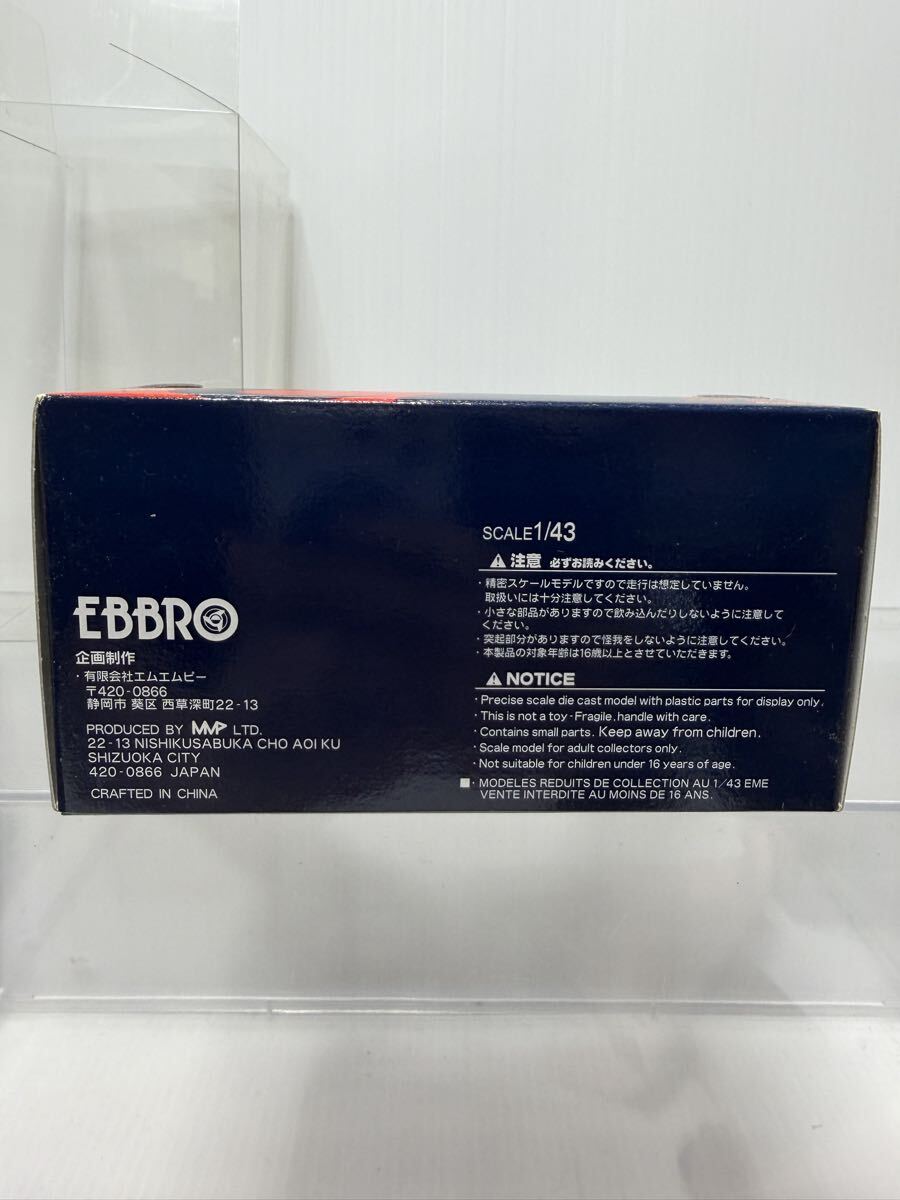 EBBRO
企画制作
・有限会社エムエムピー
〒420-0866
静岡市 葵区 西草深町22-13
PRODUCED BY MMP LTD.
22-13 NISHIKUSABUKA CHO AOI KU
SHIZUOKA CITY
420-0866 JAPAN
CRAFTED IN CHINA
SCALE1/43
注意 必ずお読みください。
・精密スケールモデルですので走行は想定していません。
取扱いには十分注意してください。
・小さな部品がありますので飲み込んだりしないように注意して
ください。
・突起部分がありますので怪我をしないように注意してください。
・本製品の対象年齢は16歳以上とさせていただきます。
NOTICE
・Precise scale die cast model with plastic parts for display only.
・This is not a toy-Fragile, handle with care.
・Contains small parts. Keep away from children.
・Scale model for adult collectors only.
・Not suitable for children under 16 years of age.
・MODELES REDUITS DE COLLECTION AU 1/43 EME
VENTE INTERDITE AU MOINS DE 16 ANS.